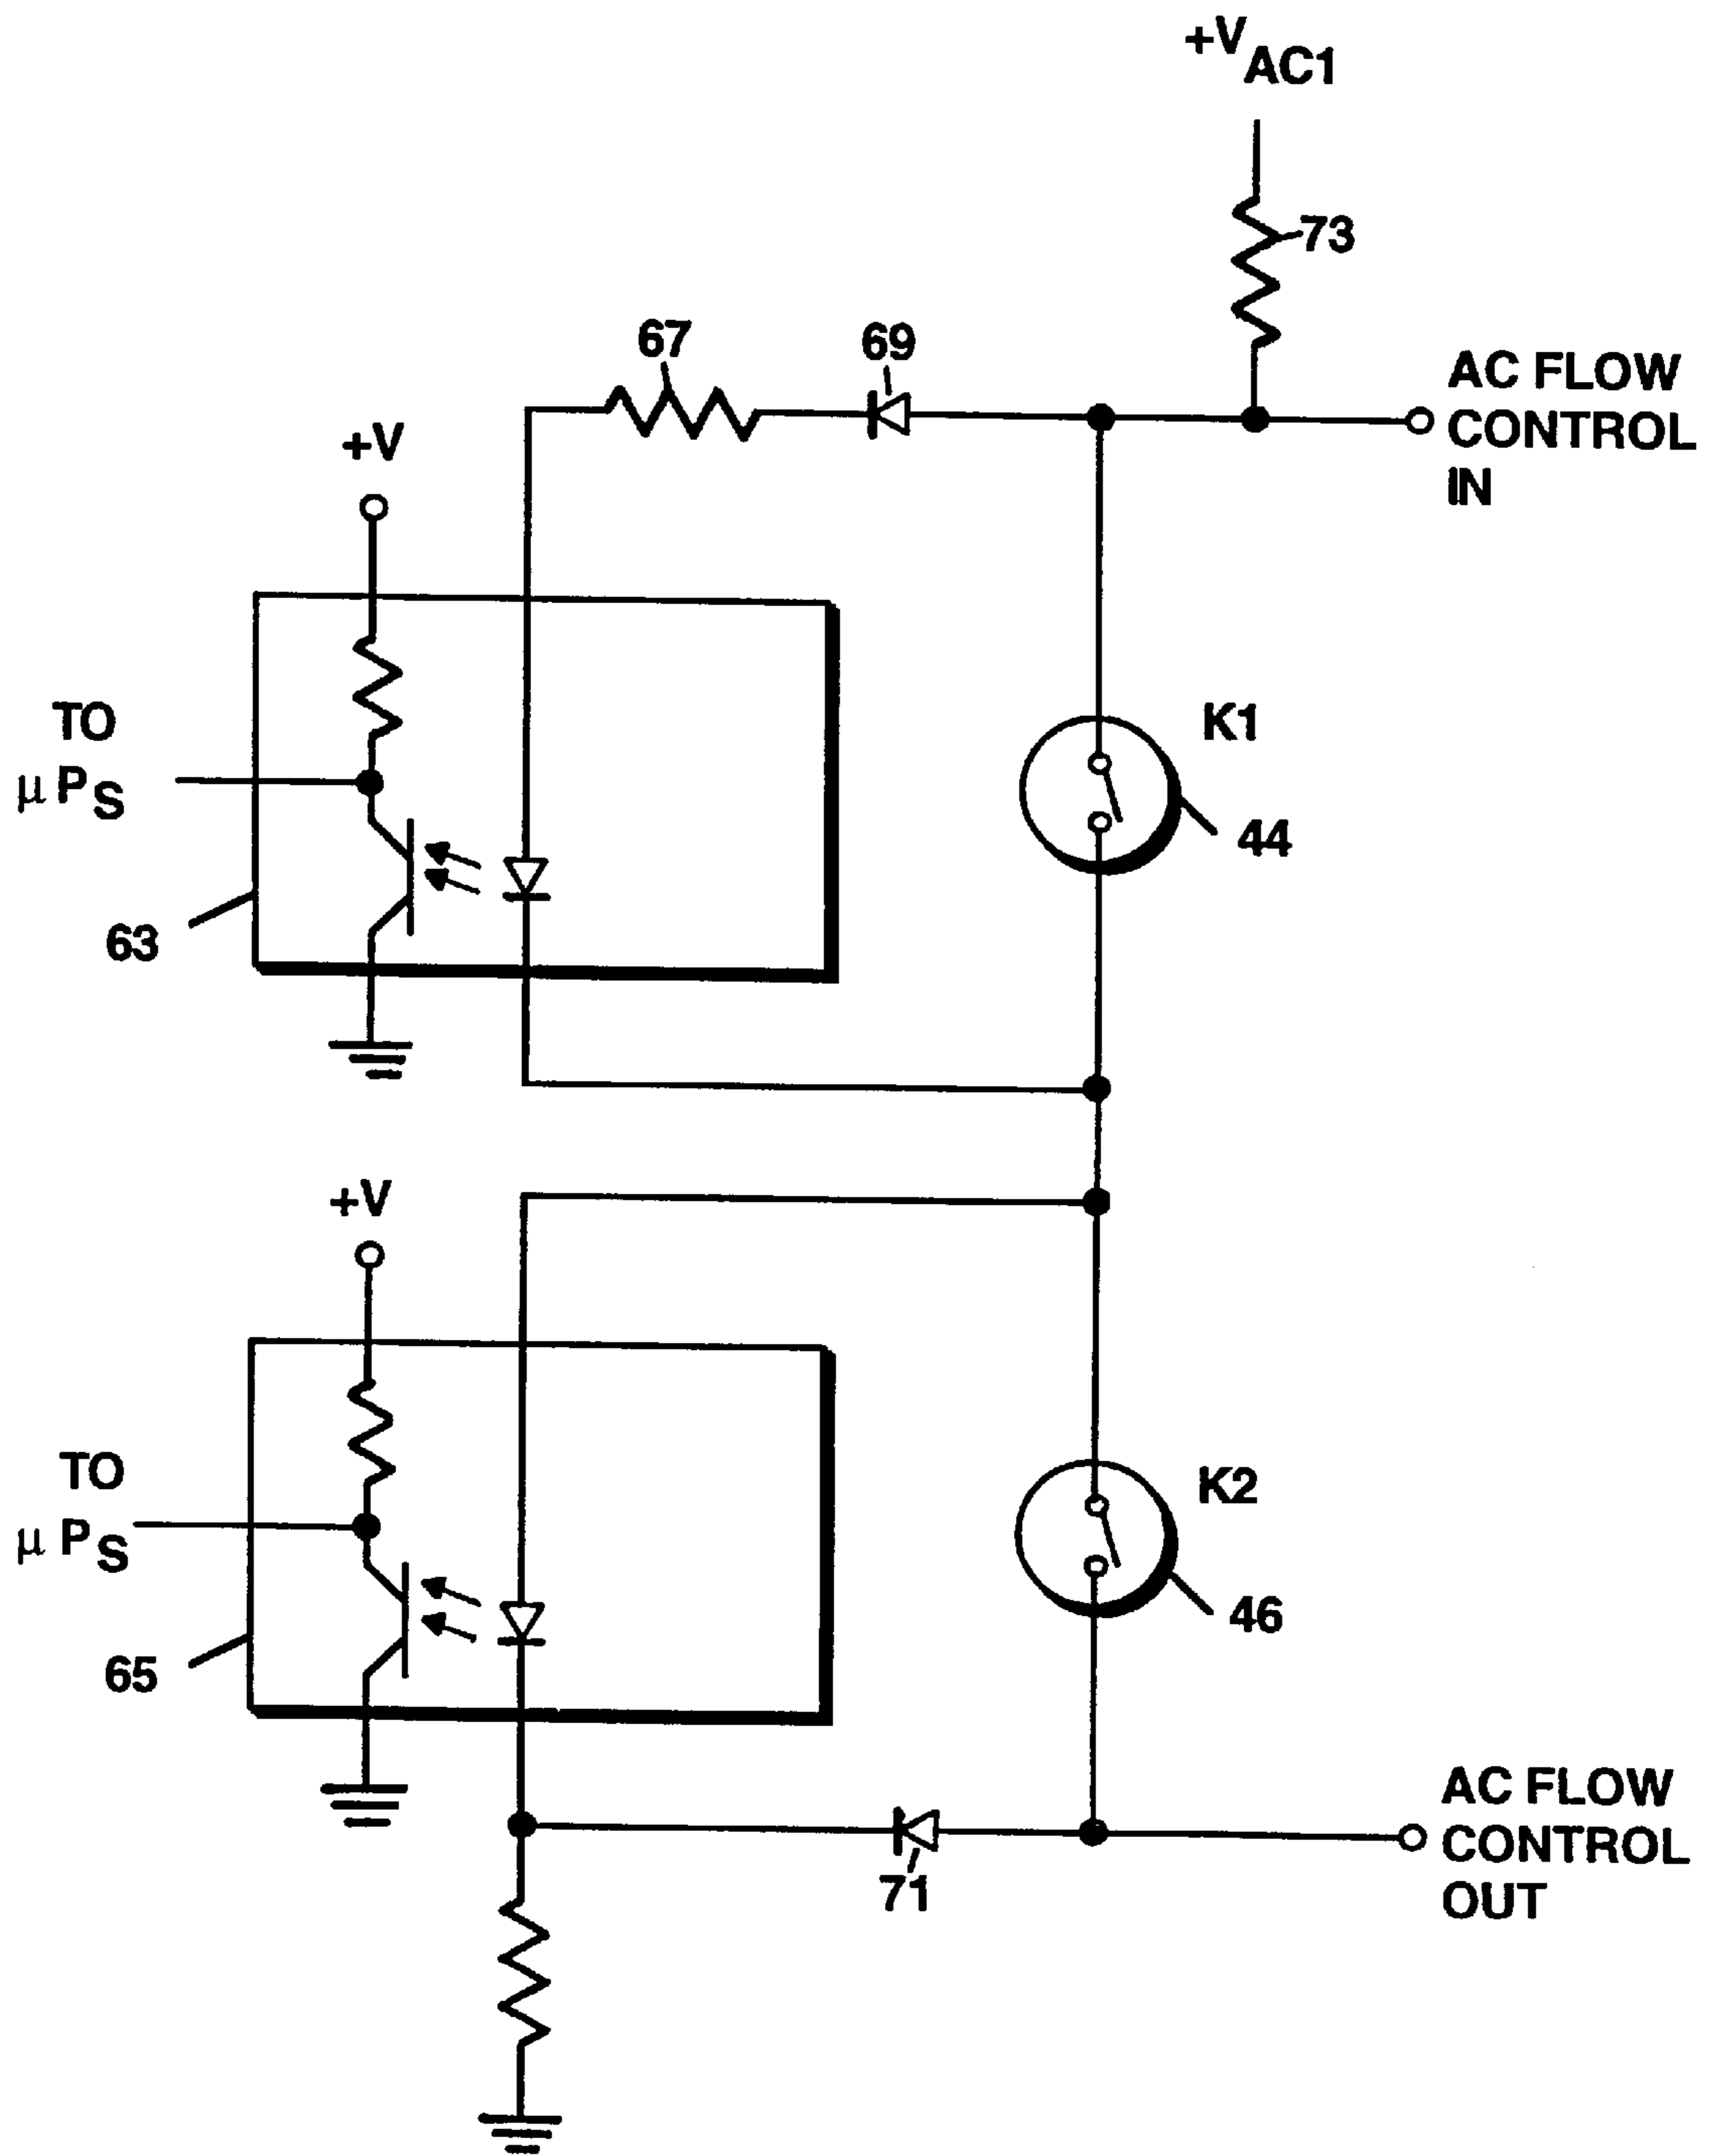 +V AC1
73
67
69
AC FLOW
CONTROL
IN
+V
K1
TO
μ PS
44
63
+V
K2
TO
μ PS
46
65
AC FLOW
CONTROL
OUT
71